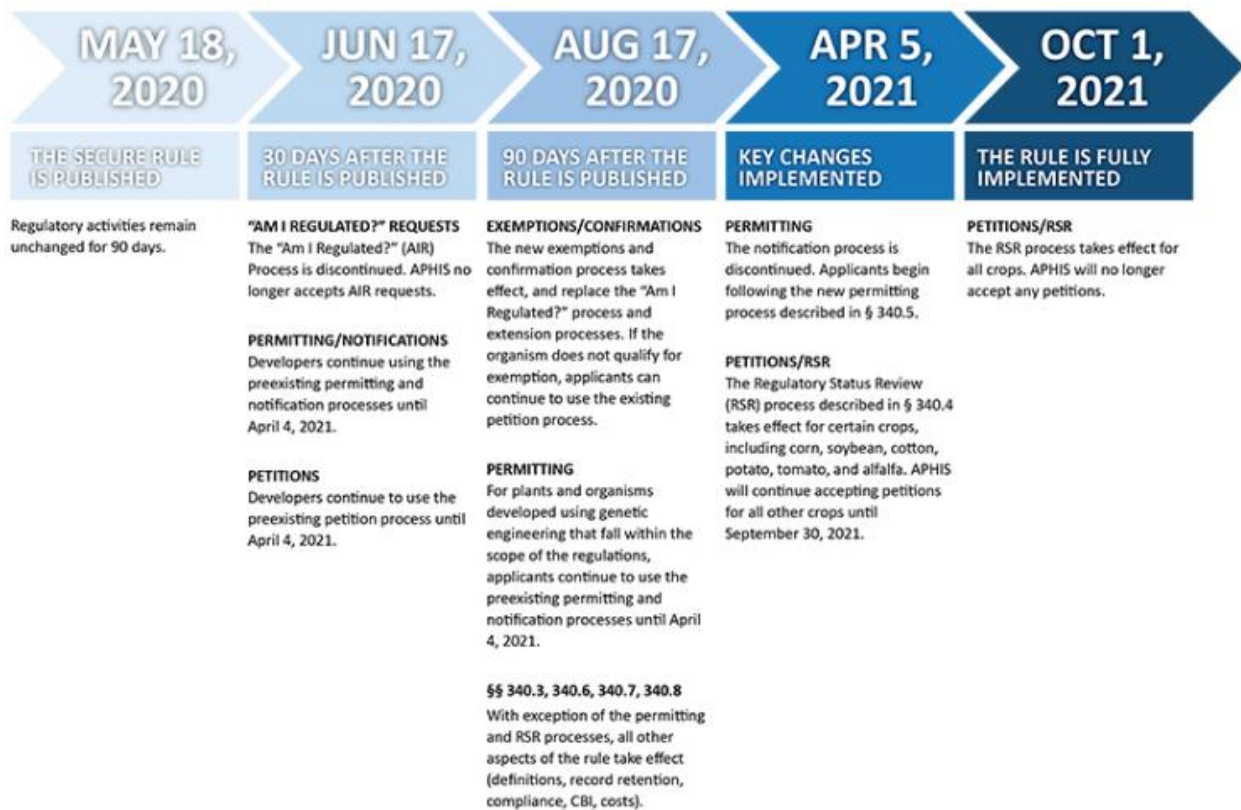 MAY 18,
2020
JUN 17,
2020
AUG 17,
2020
APR 5,
2021
OCT 1,
2021
THE SECURE RULE
IS PUBLISHED
30 DAYS AFTER THE
RULE IS PUBLISHED
90 DAYS AFTER THE
RULE IS PUBLISHED
KEY CHANGES
IMPLEMENTED
THE RULE IS FULLY
IMPLEMENTED
Regulatory activities remain
unchanged for 90 days.
“AM I REGULATED?” REQUESTS
The “Am I Regulated?” (AIR)
Process is discontinued. APHIS no
longer accepts AIR requests.
PERMITTING/NOTIFICATIONS
Developers continue using the
preexisting permitting and
notification processes until
April 4, 2021.
PETITIONS
Developers continue to use the
preexisting petition process until
April 4, 2021.
EXEMPTIONS/CONFIRMATIONS
The new exemptions and
confirmation process takes
effect, and replace the “Am I
Regulated?” process and
extension processes. If the
organism does not qualify for
exemption, applicants can
continue to use the existing
petition process.
PERMITTING
For plants and organisms
developed using genetic
engineering that fall within the
scope of the regulations,
applicants continue to use the
preexisting permitting and
notification processes until April
4, 2021.
§§ 340.3, 340.6, 340.7, 340.8
With exception of the permitting
and RSR processes, all other
aspects of the rule take effect
(definitions, record retention,
compliance, CBI, costs).
PERMITTING
The notification process is
discontinued. Applicants begin
following the new permitting
process described in § 340.5.
PETITIONS/RSR
The Regulatory Status Review
(RSR) process described in § 340.4
takes effect for certain crops,
including corn, soybean, cotton,
potato, tomato, and alfalfa. APHIS
will continue accepting petitions
for all other crops until
September 30, 2021.
PETITIONS/RSR
The RSR process takes effect for
all crops. APHIS will no longer
accept any petitions.